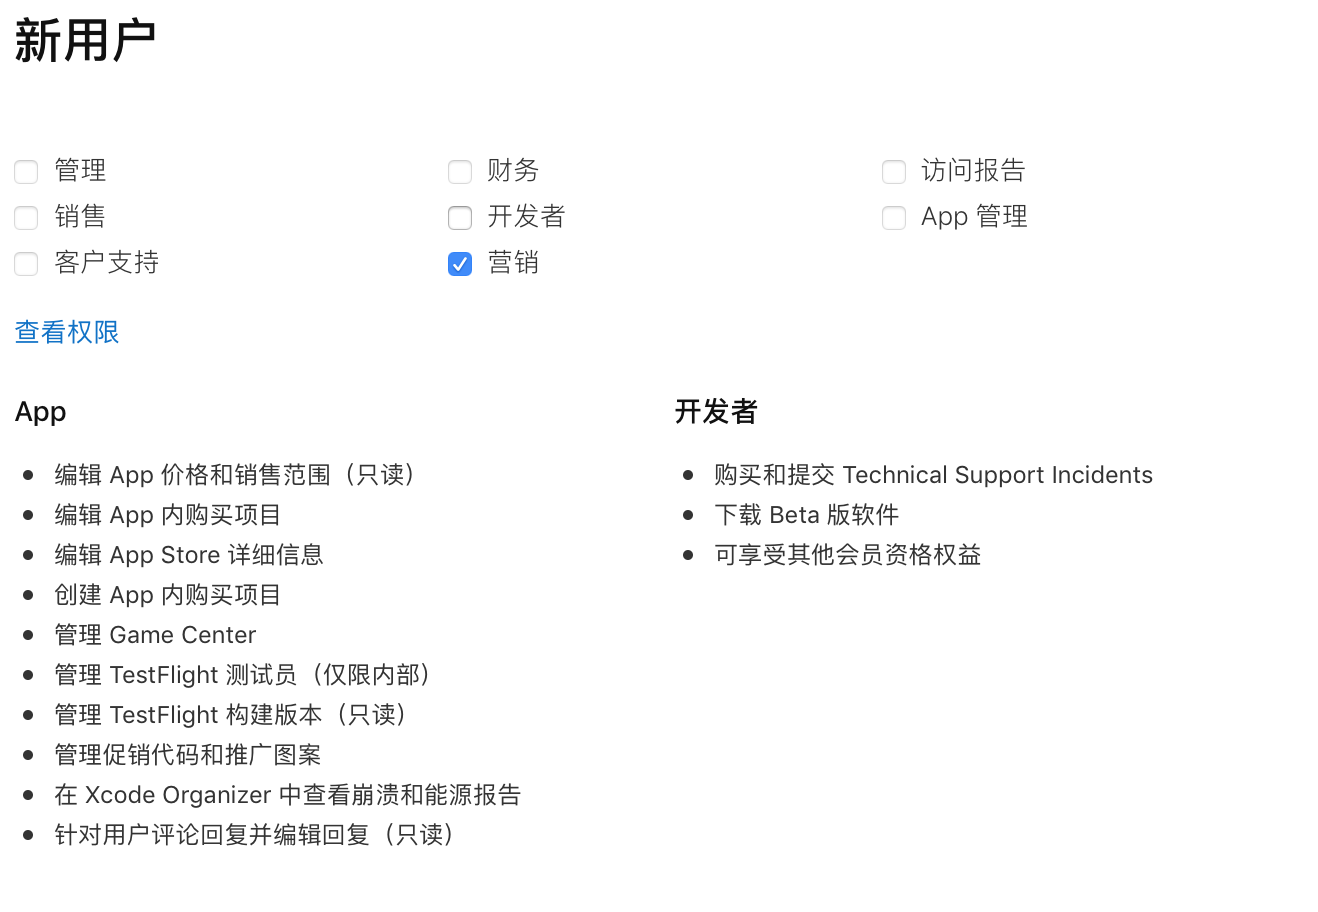 新用户
管理 财务 访问报告
销售 开发者 App 管理
客户支持 营销
查看权限
App
编辑 App 价格和销售范围（只读）
编辑 App 内购买项目
编辑 App Store 详细信息
创建 App 内购买项目
管理 Game Center
管理 TestFlight 测试员（仅限内部）
管理 TestFlight 构建版本（只读）
管理促销代码和推广图案
在 Xcode Organizer 中查看崩溃和能源报告
针对用户评论回复并编辑回复（只读）
开发者
购买和提交 Technical Support Incidents
下载 Beta 版软件
可享受其他会员资格权益